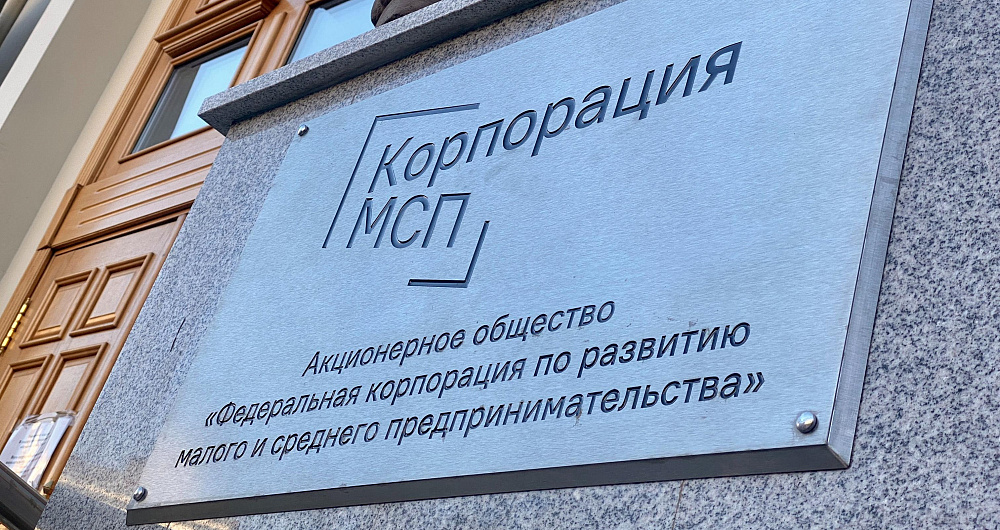 Корпорация
МСП
Акционерное общество
«Федеральная корпорация по развитию
малого и среднего предпринимательства»